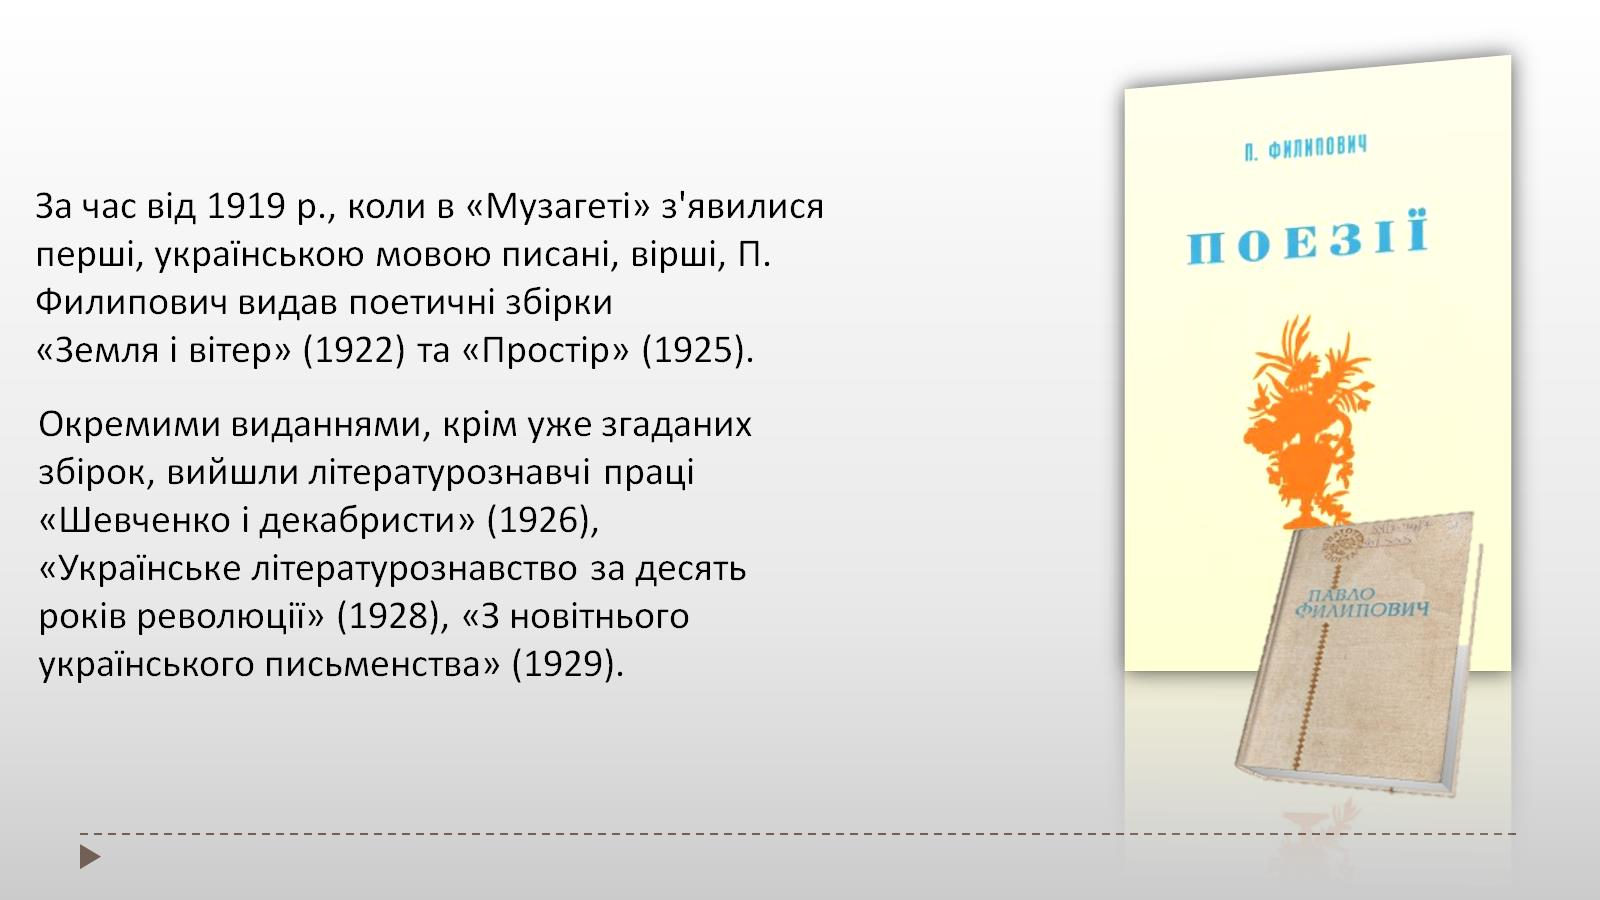 За час від 1919 р., коли в «Музагеті» з'явилися
перші, українською мовою писані, вірші, П.
Филипович видав поетичні збірки
«Земля і вітер» (1922) та «Простір» (1925).
Окремими виданнями, крім уже згаданих
збірок, вийшли літературознавчі праці
«Шевченко і декабристи» (1926),
«Українське літературознавство за десять
років революції» (1928), «З новітнього
українського письменства» (1929).
П. ФИЛИПОВИЧ
ПОЕЗІЇ
ПАВЛО
ФИЛИПОВИЧ